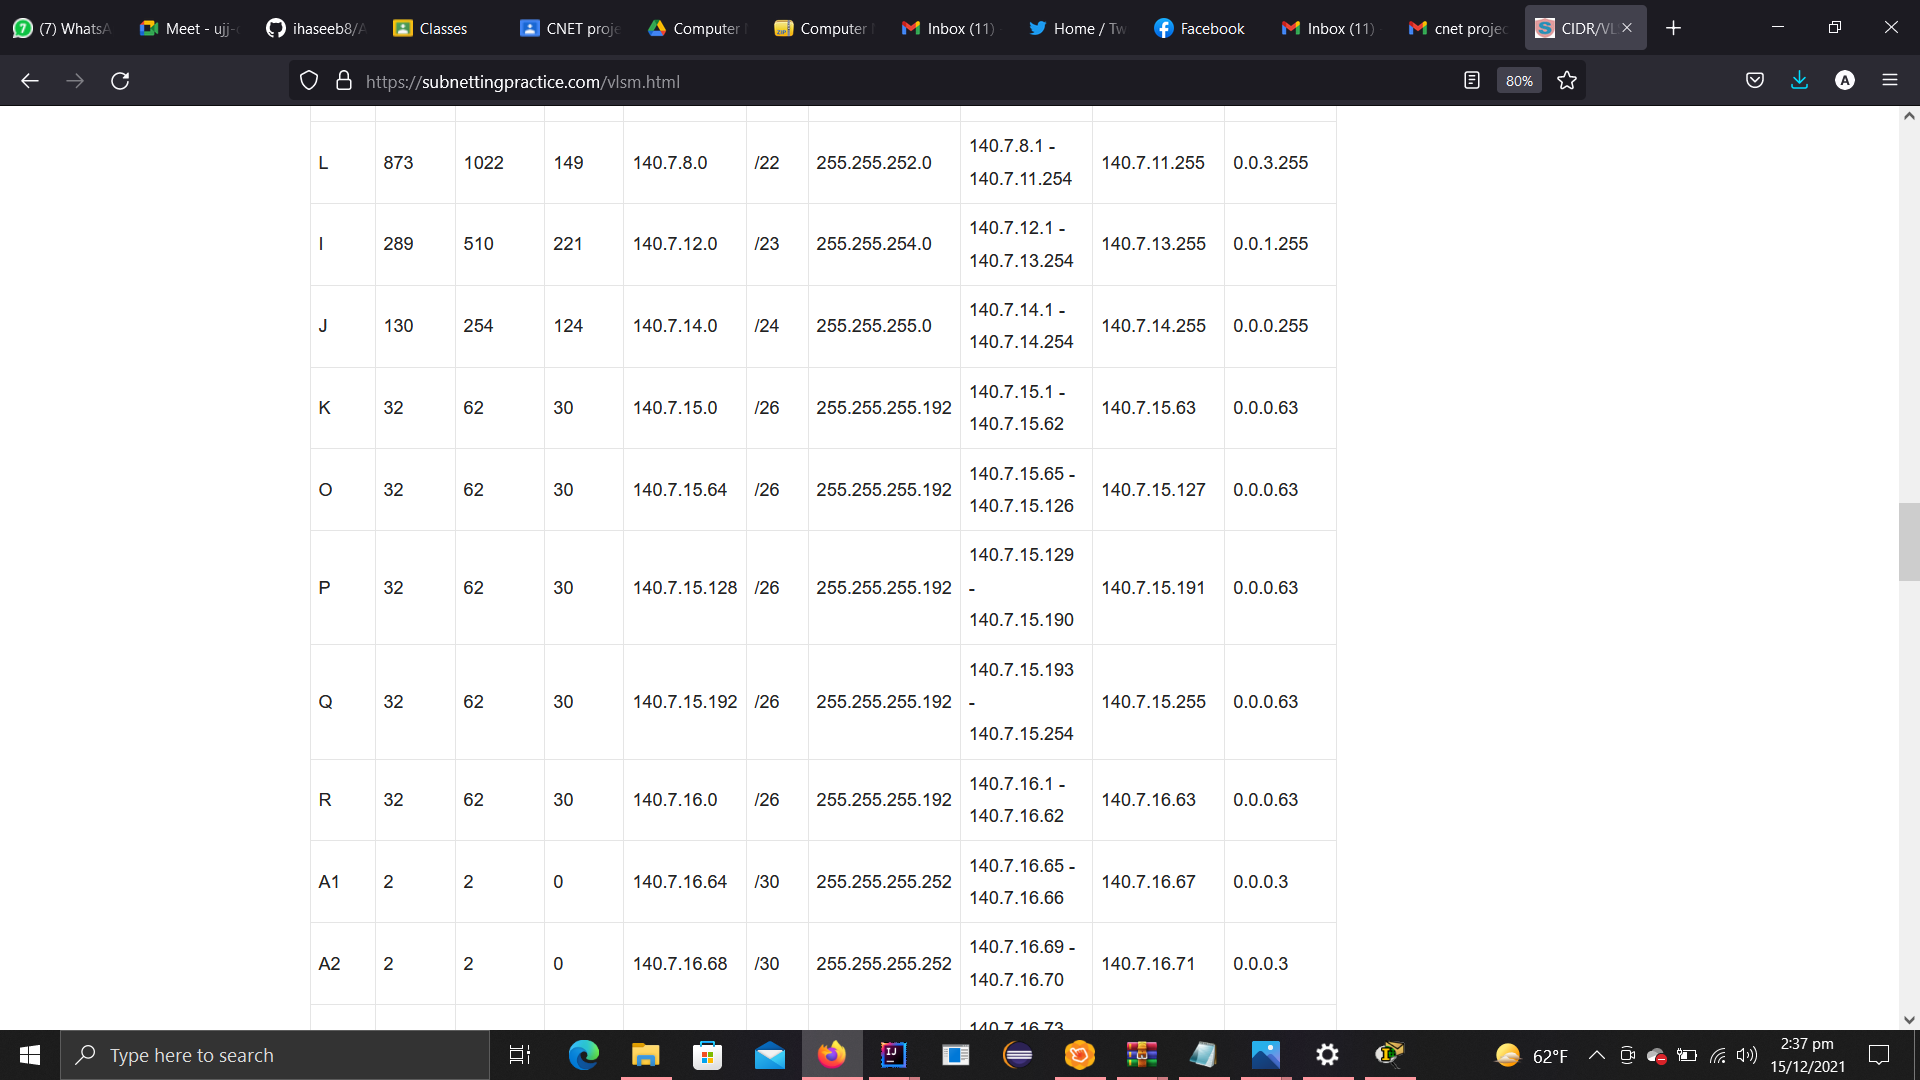 (7) WhatsA
Meet - ujj-
ihaseeb8/A
Classes
CNET proje
Computer
Computer
Inbox (11)
Home / Tw
Facebook
Inbox (11)
cnet projec
CIDR/VL
https://subnettingpractice.com/vlsm.html
80%
A
L 873 1022 149 140.7.8.0 /22 255.255.252.0 140.7.8.1 - 140.7.11.255 0.0.3.255
140.7.11.254
I 289 510 221 140.7.12.0 /23 255.255.254.0 140.7.12.1 - 140.7.13.255 0.0.1.255
140.7.13.254
J 130 254 124 140.7.14.0 /24 255.255.255.0 140.7.14.1 - 140.7.14.255 0.0.0.255
140.7.14.254
K 32 62 30 140.7.15.0 /26 255.255.255.192 140.7.15.1 - 140.7.15.63 0.0.0.63
140.7.15.62
O 32 62 30 140.7.15.64 /26 255.255.255.192 140.7.15.65 - 140.7.15.127 0.0.0.63
140.7.15.126
P 32 62 30 140.7.15.128 /26 255.255.255.192 140.7.15.129 140.7.15.191 0.0.0.63
-
140.7.15.190
Q 32 62 30 140.7.15.192 /26 255.255.255.192 140.7.15.193 140.7.15.255 0.0.0.63
-
140.7.15.254
R 32 62 30 140.7.16.0 /26 255.255.255.192 140.7.16.1 - 140.7.16.63 0.0.0.63
140.7.16.62
A1 2 2 0 140.7.16.64 /30 255.255.255.252 140.7.16.65 - 140.7.16.67 0.0.0.3
140.7.16.66
A2 2 2 0 140.7.16.68 /30 255.255.255.252 140.7.16.69 - 140.7.16.71 0.0.0.3
140.7.16.70
140.7.16.73
Type here to search
62°F
2:37 pm
15/12/2021